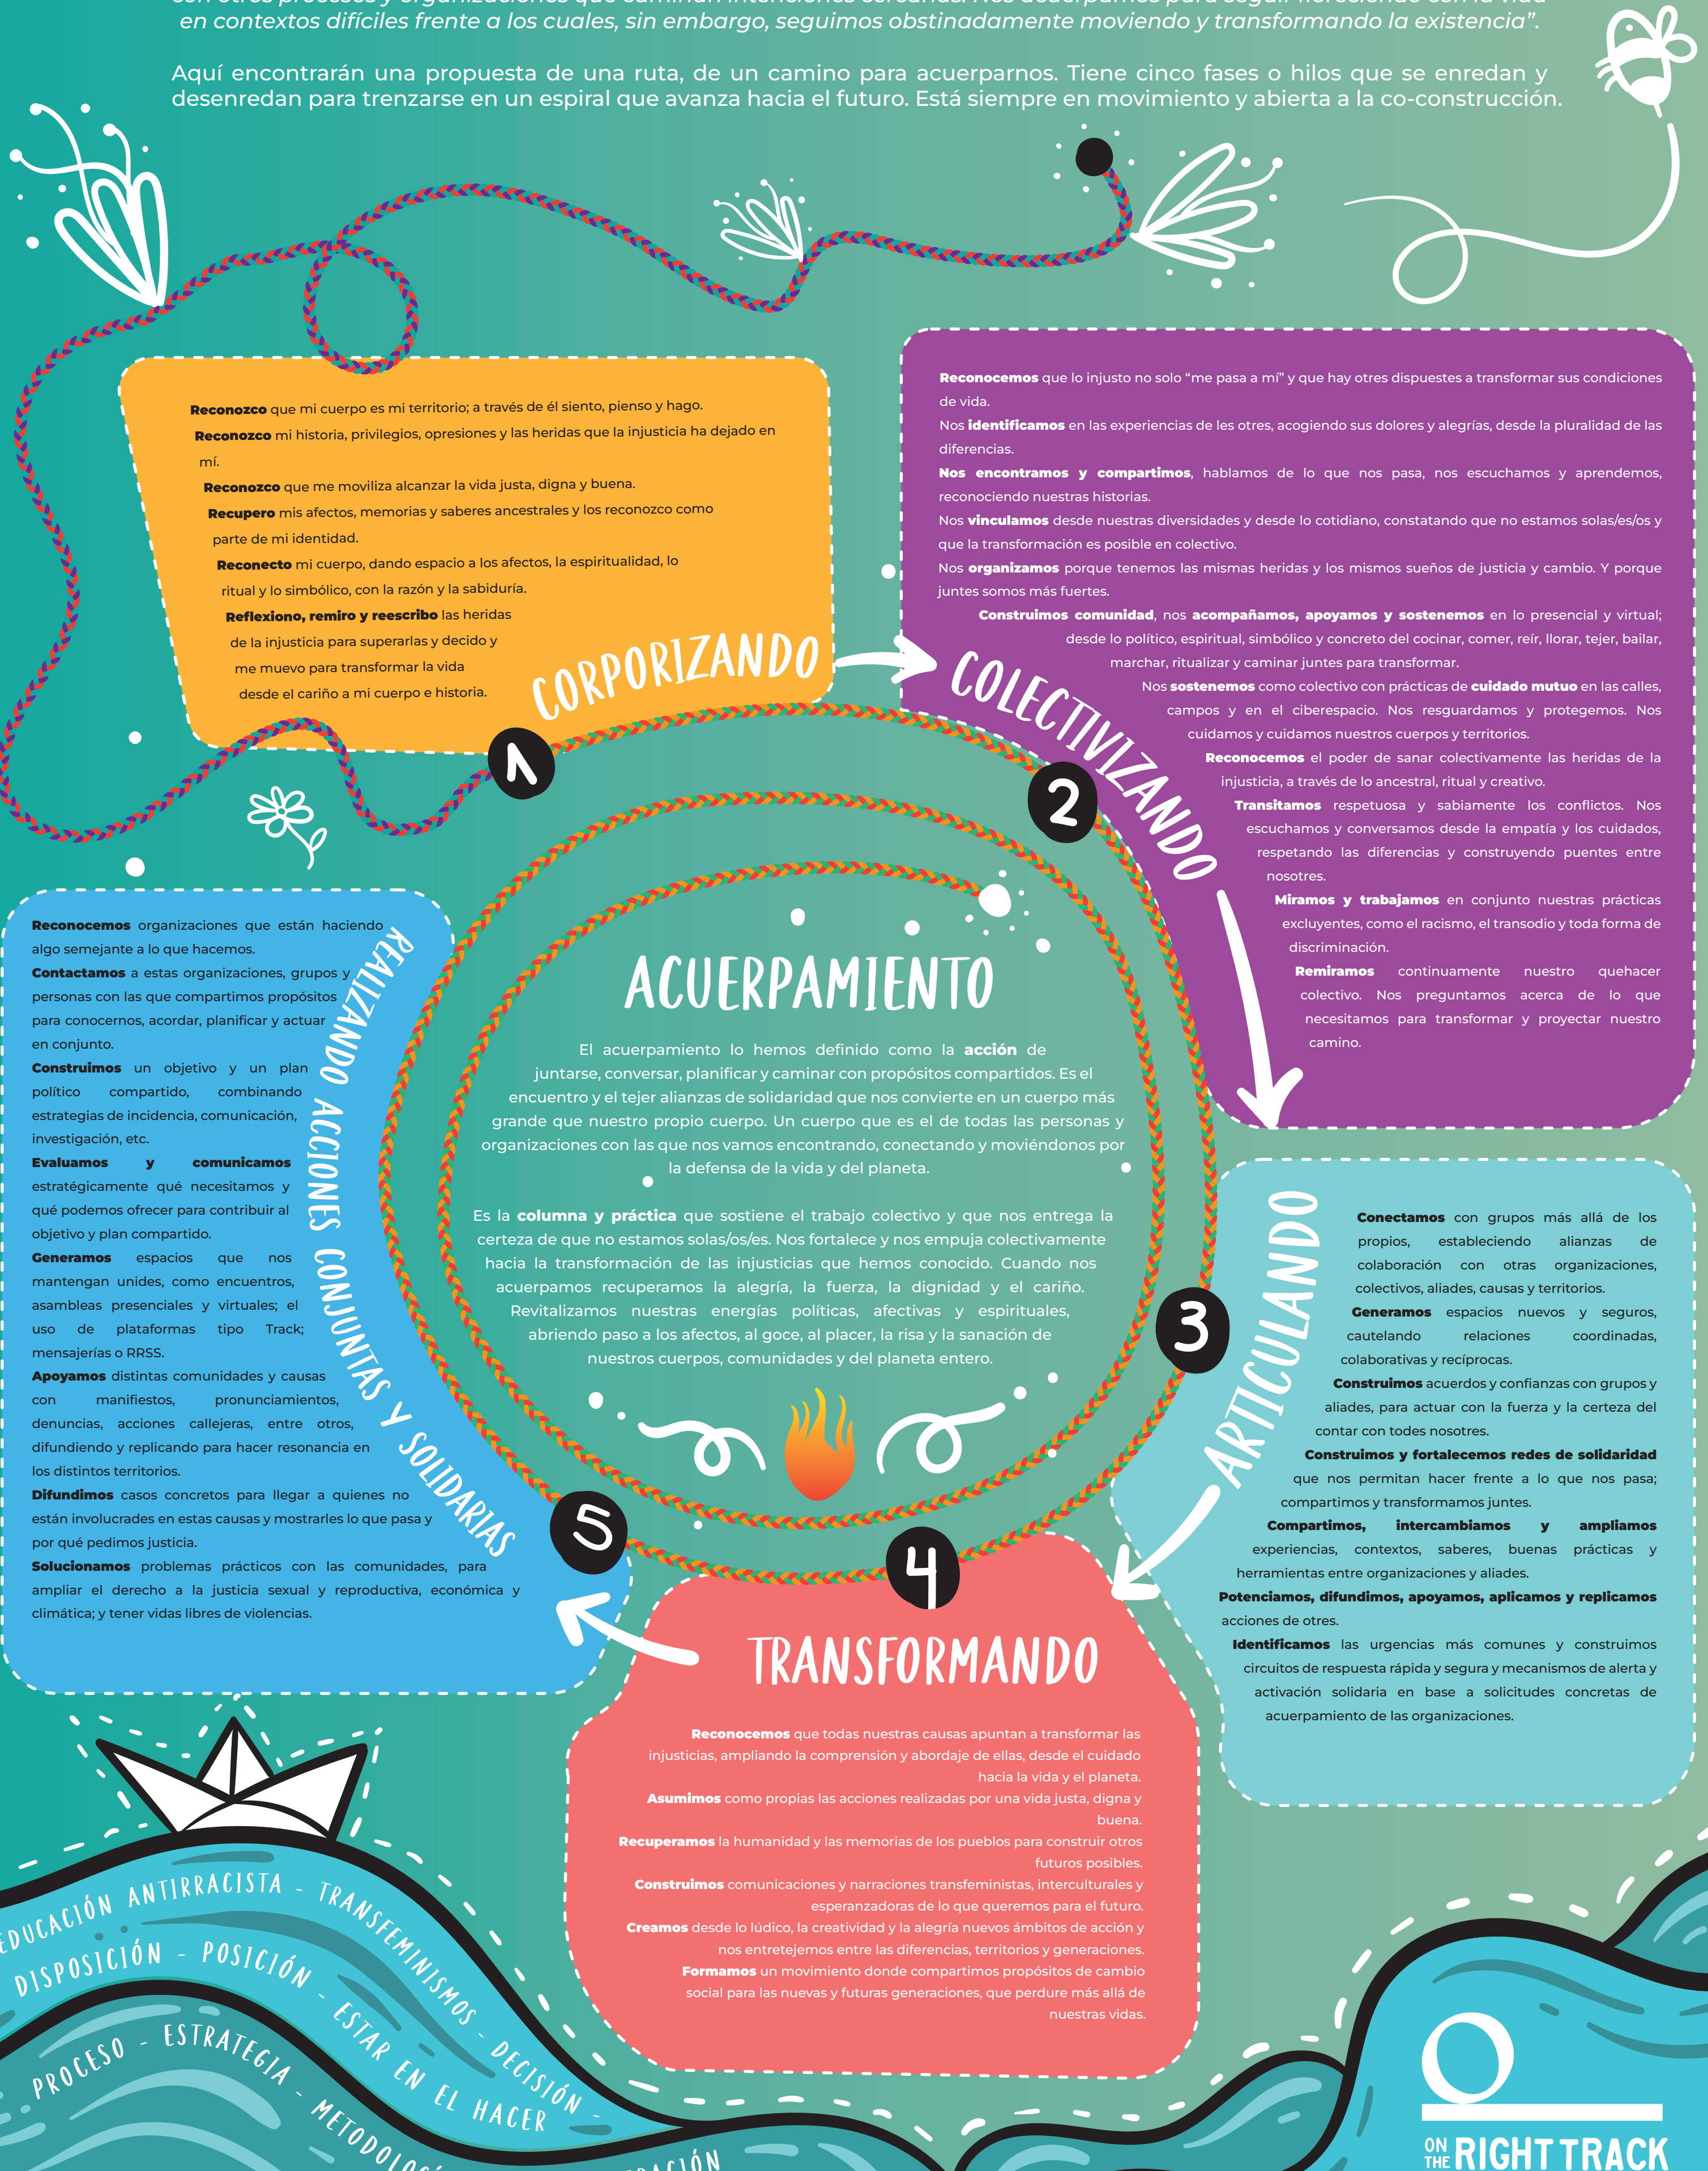 en contextos difíciles frente a los cuales, sin embargo, seguimos obstinadamente moviendo y transformando la existencia”.
Aquí encontrarán una propuesta de una ruta, de un camino para acuerparnos. Tiene cinco fases o hilos que se enredan y
desenredan para trenzarse en un espiral que avanza hacia el futuro. Está siempre en movimiento y abierta a la co-construcción.
Reconozco que mi cuerpo es mi territorio; a través de él siento, pienso y hago.
Reconozco mi historia, privilegios, opresiones y las heridas que la injusticia ha dejado en
mí.
Reconozco que me moviliza alcanzar la vida justa, digna y buena.
Recupero mis afectos, memorias y saberes ancestrales y los reconozco como
parte de mi identidad.
Reconecto mi cuerpo, dando espacio a los afectos, la espiritualidad, lo
ritual y lo simbólico, con la razón y la sabiduría.
Reflexiono, remiro y reescribo las heridas
de la injusticia para superarlas y decido y
me muevo para transformar la vida
desde el cariño a mi cuerpo e historia.
CORPORIZANDO
1
Reconocemos que lo injusto no solo “me pasa a mí” y que hay otres dispuestes a transformar sus condiciones
de vida.
Nos identificamos en las experiencias de les otres, acogiendo sus dolores y alegrías, desde la pluralidad de las
diferencias.
Nos encontramos y compartimos, hablamos de lo que nos pasa, nos escuchamos y aprendemos,
reconociendo nuestras historias.
Nos vinculamos desde nuestras diversidades y desde lo cotidiano, constatando que no estamos solas/es/os y
que la transformación es posible en colectivo.
Nos organizamos porque tenemos las mismas heridas y los mismos sueños de justicia y cambio. Y porque
juntes somos más fuertes.
Construimos comunidad, nos acompañamos, apoyamos y sostenemos en lo presencial y virtual;
desde lo político, espiritual, simbólico y concreto del cocinar, comer, reír, llorar, tejer, bailar,
marchar, ritualizar y caminar juntes para transformar.
Nos sostenemos como colectivo con prácticas de cuidado mutuo en las calles,
campos y en el ciberespacio. Nos resguardamos y protegemos. Nos
cuidamos y cuidamos nuestros cuerpos y territorios.
Reconocemos el poder de sanar colectivamente las heridas de la
injusticia, a través de lo ancestral, ritual y creativo.
Transitamos respetuosa y sabiamente los conflictos. Nos
escuchamos y conversamos desde la empatía y los cuidados,
respetando las diferencias y construyendo puentes entre
nosotres.
Miramos y trabajamos en conjunto nuestras prácticas
excluyentes, como el racismo, el transodio y toda forma de
discriminación.
Remiramos continuamente nuestro quehacer
colectivo. Nos preguntamos acerca de lo que
necesitamos para transformar y proyectar nuestro
camino.
COLECTIVIZANDO
2
ACUERPAMIENTO
El acuerpamiento lo hemos definido como la acción de
juntarse, conversar, planificar y caminar con propósitos compartidos. Es el
encuentro y el tejer alianzas de solidaridad que nos convierte en un cuerpo más
grande que nuestro propio cuerpo. Un cuerpo que es el de todas las personas y
organizaciones con las que nos vamos encontrando, conectando y moviéndonos por
la defensa de la vida y del planeta.
Es la columna y práctica que sostiene el trabajo colectivo y que nos entrega la
certeza de que no estamos solas/os/es. Nos fortalece y nos empuja colectivamente
hacia la transformación de las injusticias que hemos conocido. Cuando nos
acuerpamos recuperamos la alegría, la fuerza, la dignidad y el cariño.
Revitalizamos nuestras energías políticas, afectivas y espirituales,
abriendo paso a los afectos, al goce, al placer, la risa y la sanación de
nuestros cuerpos, comunidades y del planeta entero.
3
ARTICULANDO
Conectamos con grupos más allá de los
propios, estableciendo alianzas de
colaboración con otras organizaciones,
colectivos, aliades, causas y territorios.
Generamos espacios nuevos y seguros,
cautelando relaciones coordinadas,
colaborativas y recíprocas.
Construimos acuerdos y confianzas con grupos y
aliades, para actuar con la fuerza y la certeza del
contar con todes nosotres.
Construimos y fortalecemos redes de solidaridad
que nos permitan hacer frente a lo que nos pasa;
compartimos y transformamos juntes.
Compartimos, intercambiamos y ampliamos
experiencias, contextos, saberes, buenas prácticas y
herramientas entre organizaciones y aliades.
Potenciamos, difundimos, apoyamos, aplicamos y replicamos
acciones de otres.
Identificamos las urgencias más comunes y construimos
circuitos de respuesta rápida y segura y mecanismos de alerta y
activación solidaria en base a solicitudes concretas de
acuerpamiento de las organizaciones.
4
TRANSFORMANDO
Reconocemos que todas nuestras causas apuntan a transformar las
injusticias, ampliando la comprensión y abordaje de ellas, desde el cuidado
hacia la vida y el planeta.
Asumimos como propias las acciones realizadas por una vida justa, digna y
buena.
Recuperamos la humanidad y las memorias de los pueblos para construir otros
futuros posibles.
Construimos comunicaciones y narraciones transfeministas, interculturales y
esperanzadoras de lo que queremos para el futuro.
Creamos desde lo lúdico, la creatividad y la alegría nuevos ámbitos de acción y
nos entretejemos entre las diferencias, territorios y generaciones.
Formamos un movimiento donde compartimos propósitos de cambio
social para las nuevas y futuras generaciones, que perdure más allá de
nuestras vidas.
5
REALIZANDO ACCIONES CONJUNTAS Y SOLIDARIAS
Reconocemos organizaciones que están haciendo
algo semejante a lo que hacemos.
Contactamos a estas organizaciones, grupos y
personas con las que compartimos propósitos
para conocernos, acordar, planificar y actuar
en conjunto.
Construimos un objetivo y un plan
político compartido, combinando
estrategias de incidencia, comunicación,
investigación, etc.
Evaluamos y comunicamos
estratégicamente qué necesitamos y
qué podemos ofrecer para contribuir al
objetivo y plan compartido.
Generamos espacios que nos
mantengan unides, como encuentros,
asambleas presenciales y virtuales; el
uso de plataformas tipo Track;
mensajerías o RRSS.
Apoyamos distintas comunidades y causas
con manifiestos, pronunciamientos,
denuncias, acciones callejeras, entre otros,
difundiendo y replicando para hacer resonancia en
los distintos territorios.
Difundimos casos concretos para llegar a quienes no
están involucrades en estas causas y mostrarles lo que pasa y
por qué pedimos justicia.
Solucionamos problemas prácticos con las comunidades, para
ampliar el derecho a la justicia sexual y reproductiva, económica y
climática; y tener vidas libres de violencias.
EDUCACIÓN ANTIRRACISTA - TRANSFEMINISMOS - DECISIÓN -
DISPOSICIÓN - POSICIÓN - ESTAR EN EL HACER
PROCESO - ESTRATEGIA -
ON THE RIGHT TRACK